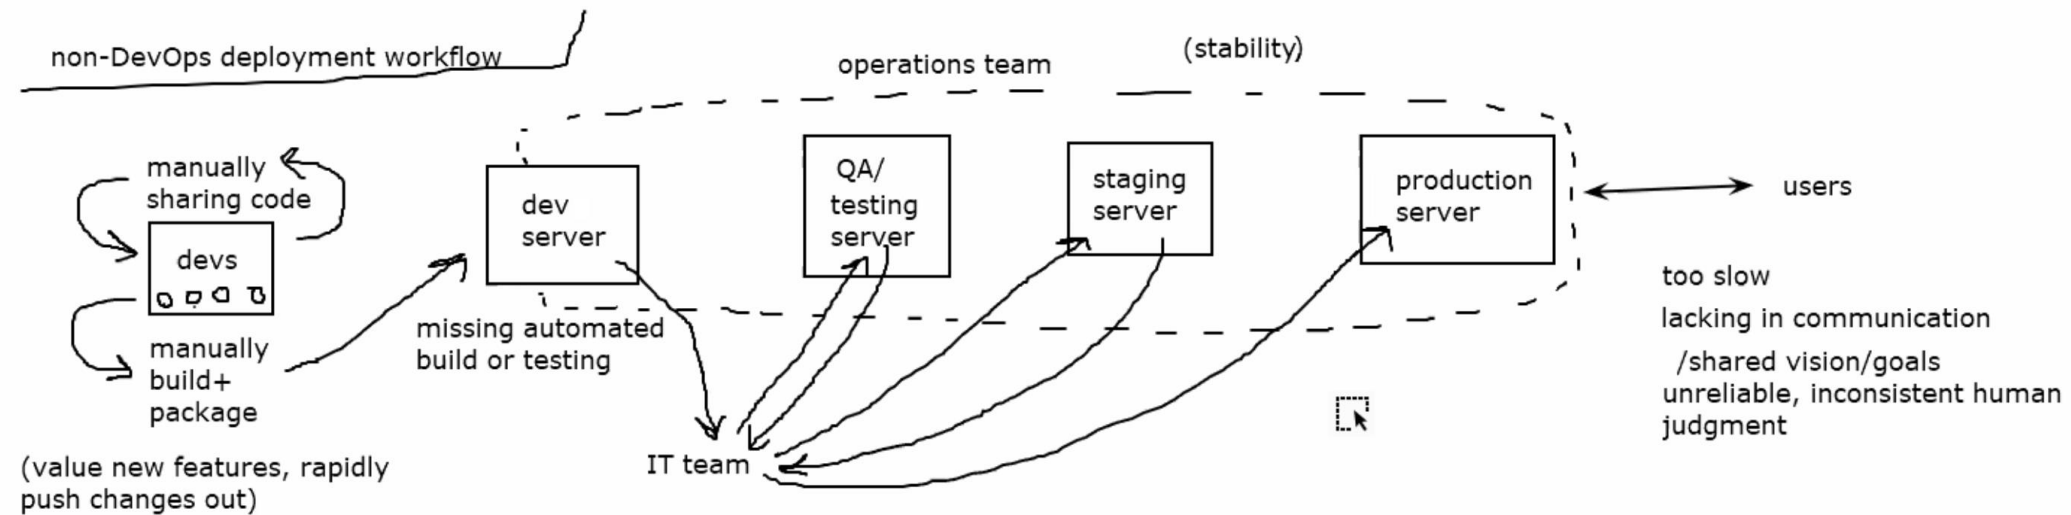 non-DevOps deployment workflow
operations team
(stability)
manually
sharing code
devs
manually
build+
package
(value new features, rapidly
push changes out)
dev
server
missing automated
build or testing
IT team
QA/
testing
server
staging
server
production
server
users
too slow
lacking in communication
/shared vision/goals
unreliable, inconsistent human
judgment